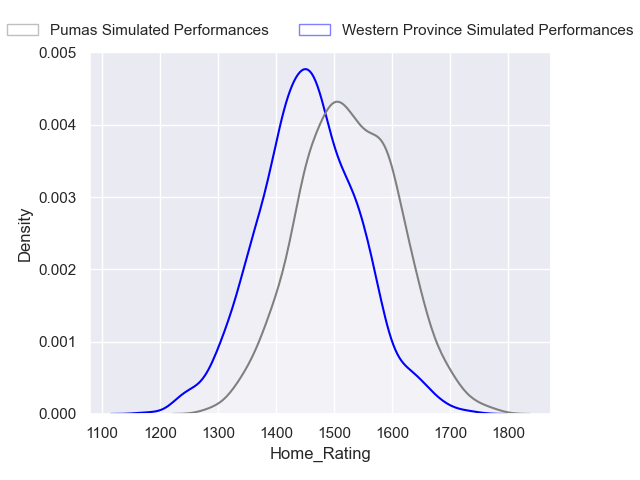 Pumas Simulated Performances Western Province Simulated Performances
0.005
0.004
0.003
0.002
0.001
0.000
Density
1100 1200 1300 1400 1500 1600 1700 1800
Home_Rating